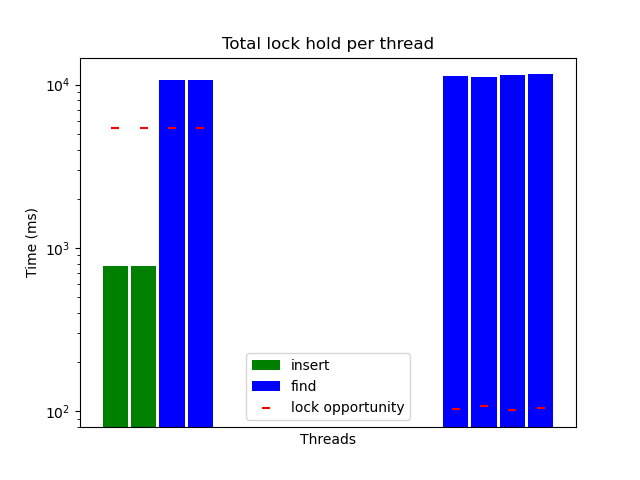 Total lock hold per thread
10⁴
10³
10²
Time (ms)
insert
find
lock opportunity
Threads